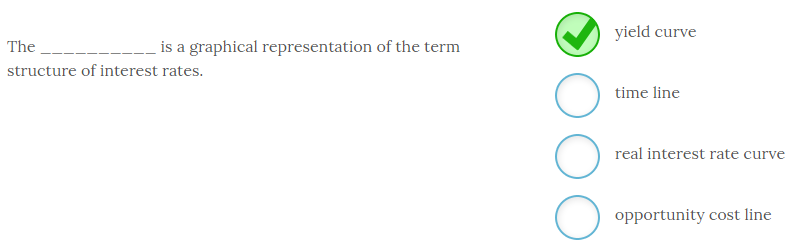 The __________ is a graphical representation of the term
structure of interest rates.
yield curve
time line
real interest rate curve
opportunity cost line